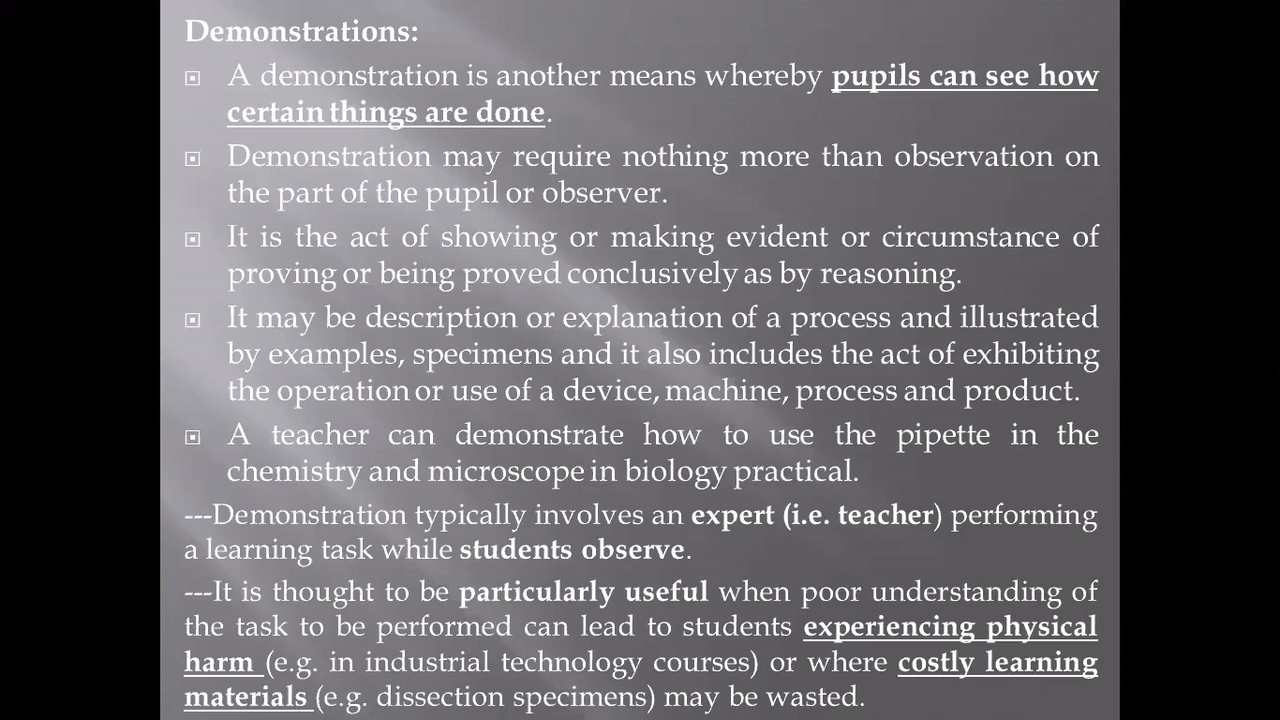 Demonstrations:
A demonstration is another means whereby pupils can see how
certain things are done.
Demonstration may require nothing more than observation on
the part of the pupil or observer.
It is the act of showing or making evident or circumstance of
proving or being proved conclusively as by reasoning.
It may be description or explanation of a process and illustrated
by examples, specimens and it also includes the act of exhibiting
the operation or use of a device, machine, process and product.
A teacher can demonstrate how to use the pipette in the
chemistry and microscope in biology practical.
---Demonstration typically involves an expert (i.e. teacher) performing
a learning task while students observe.
---It is thought to be particularly useful when poor understanding of
the task to be performed can lead to students experiencing physical
harm (e.g. in industrial technology courses) or where costly learning
materials (e.g. dissection specimens) may be wasted.